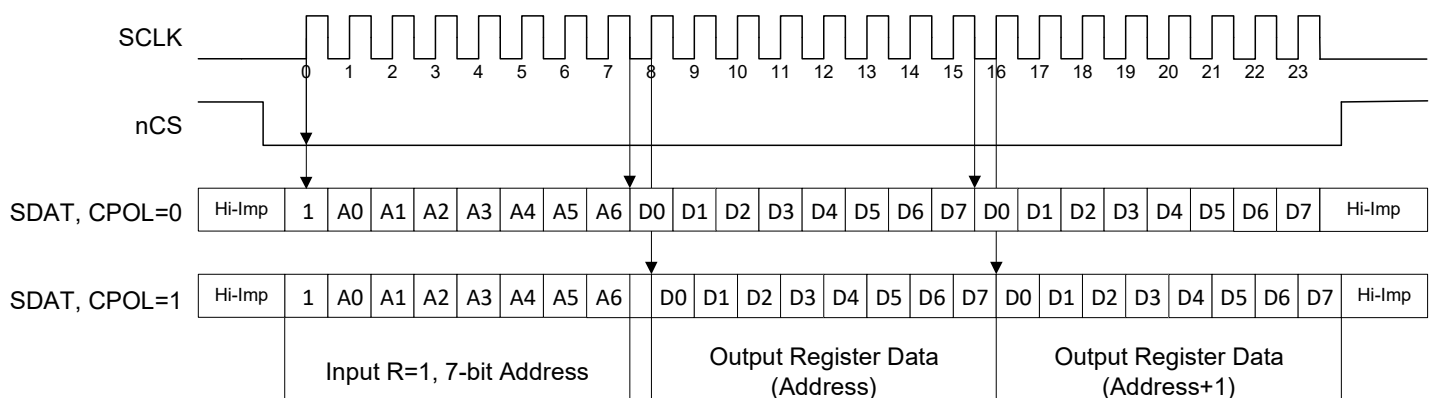 SCLK
0 1 2 3 4 5 6 7 8 9 10 11 12 13 14 15 16 17 18 19 20 21 22 23
nCS
SDAT, CPOL=0 Hi-Imp 1 A0 A1 A2 A3 A4 A5 A6 D0 D1 D2 D3 D4 D5 D6 D7 D0 D1 D2 D3 D4 D5 D6 D7 Hi-Imp
SDAT, CPOL=1 Hi-Imp 1 A0 A1 A2 A3 A4 A5 A6 D0 D1 D2 D3 D4 D5 D6 D7 D0 D1 D2 D3 D4 D5 D6 D7 Hi-Imp
Input R=1, 7-bit Address
Output Register Data
(Address)
Output Register Data
(Address+1)